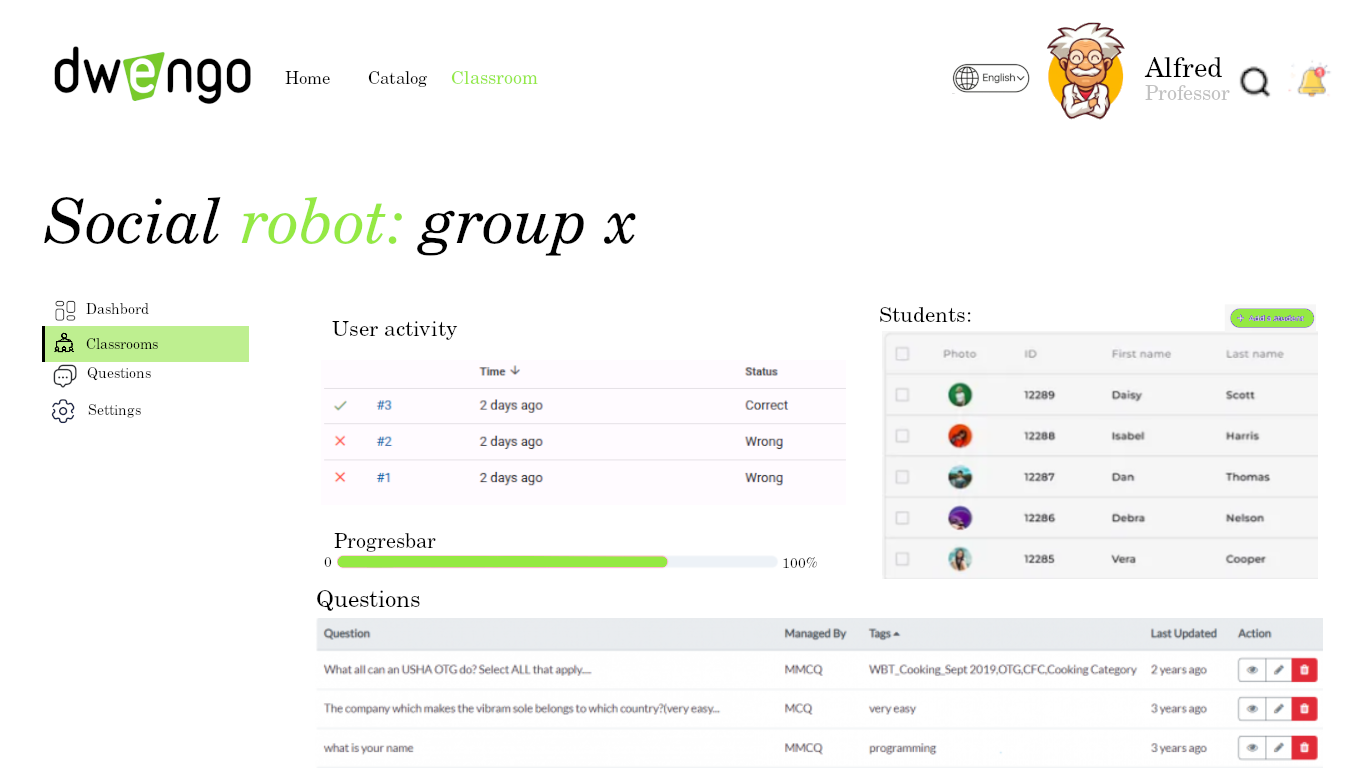 dwengo
Home Catalog Classroom
English
Alfred
Professor
Social robot: group x
Dashbord
Classrooms
Questions
Settings
User activity
Time Status
#3 2 days ago Correct
#2 2 days ago Wrong
#1 2 days ago Wrong
Progresbar
0 100%
Students:
Photo ID First name Last name
12289 Daisy Scott
12288 Isabel Harris
12287 Dan Thomas
12286 Debra Nelson
12285 Vera Cooper
Questions
Question Managed By Tags Last Updated Action
What all can an USHA OTG do? Select ALL that apply.... MMCQ WBT_Cooking_Sept 2019,OTG,CFC,Cooking Category 2 years ago
The company which makes the vibram sole belongs to which country?(very easy... MCQ very easy 3 years ago
what is your name MMCQ programming 3 years ago